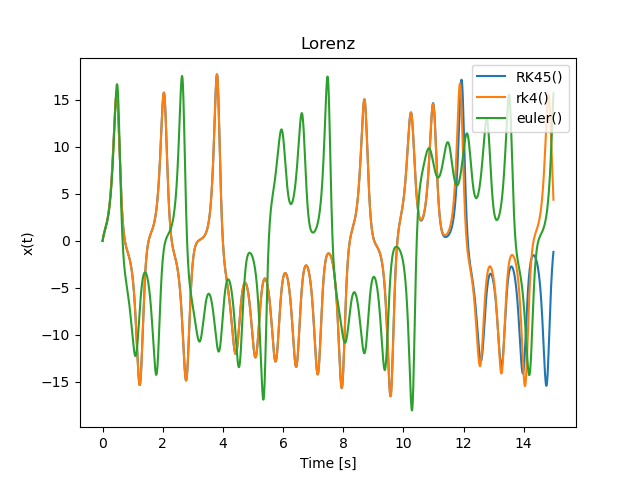 Lorenz
RK45()
rk4()
euler()
15
10
5
0
−5
−10
−15
x(t)
0 2 4 6 8 10 12 14
Time [s]